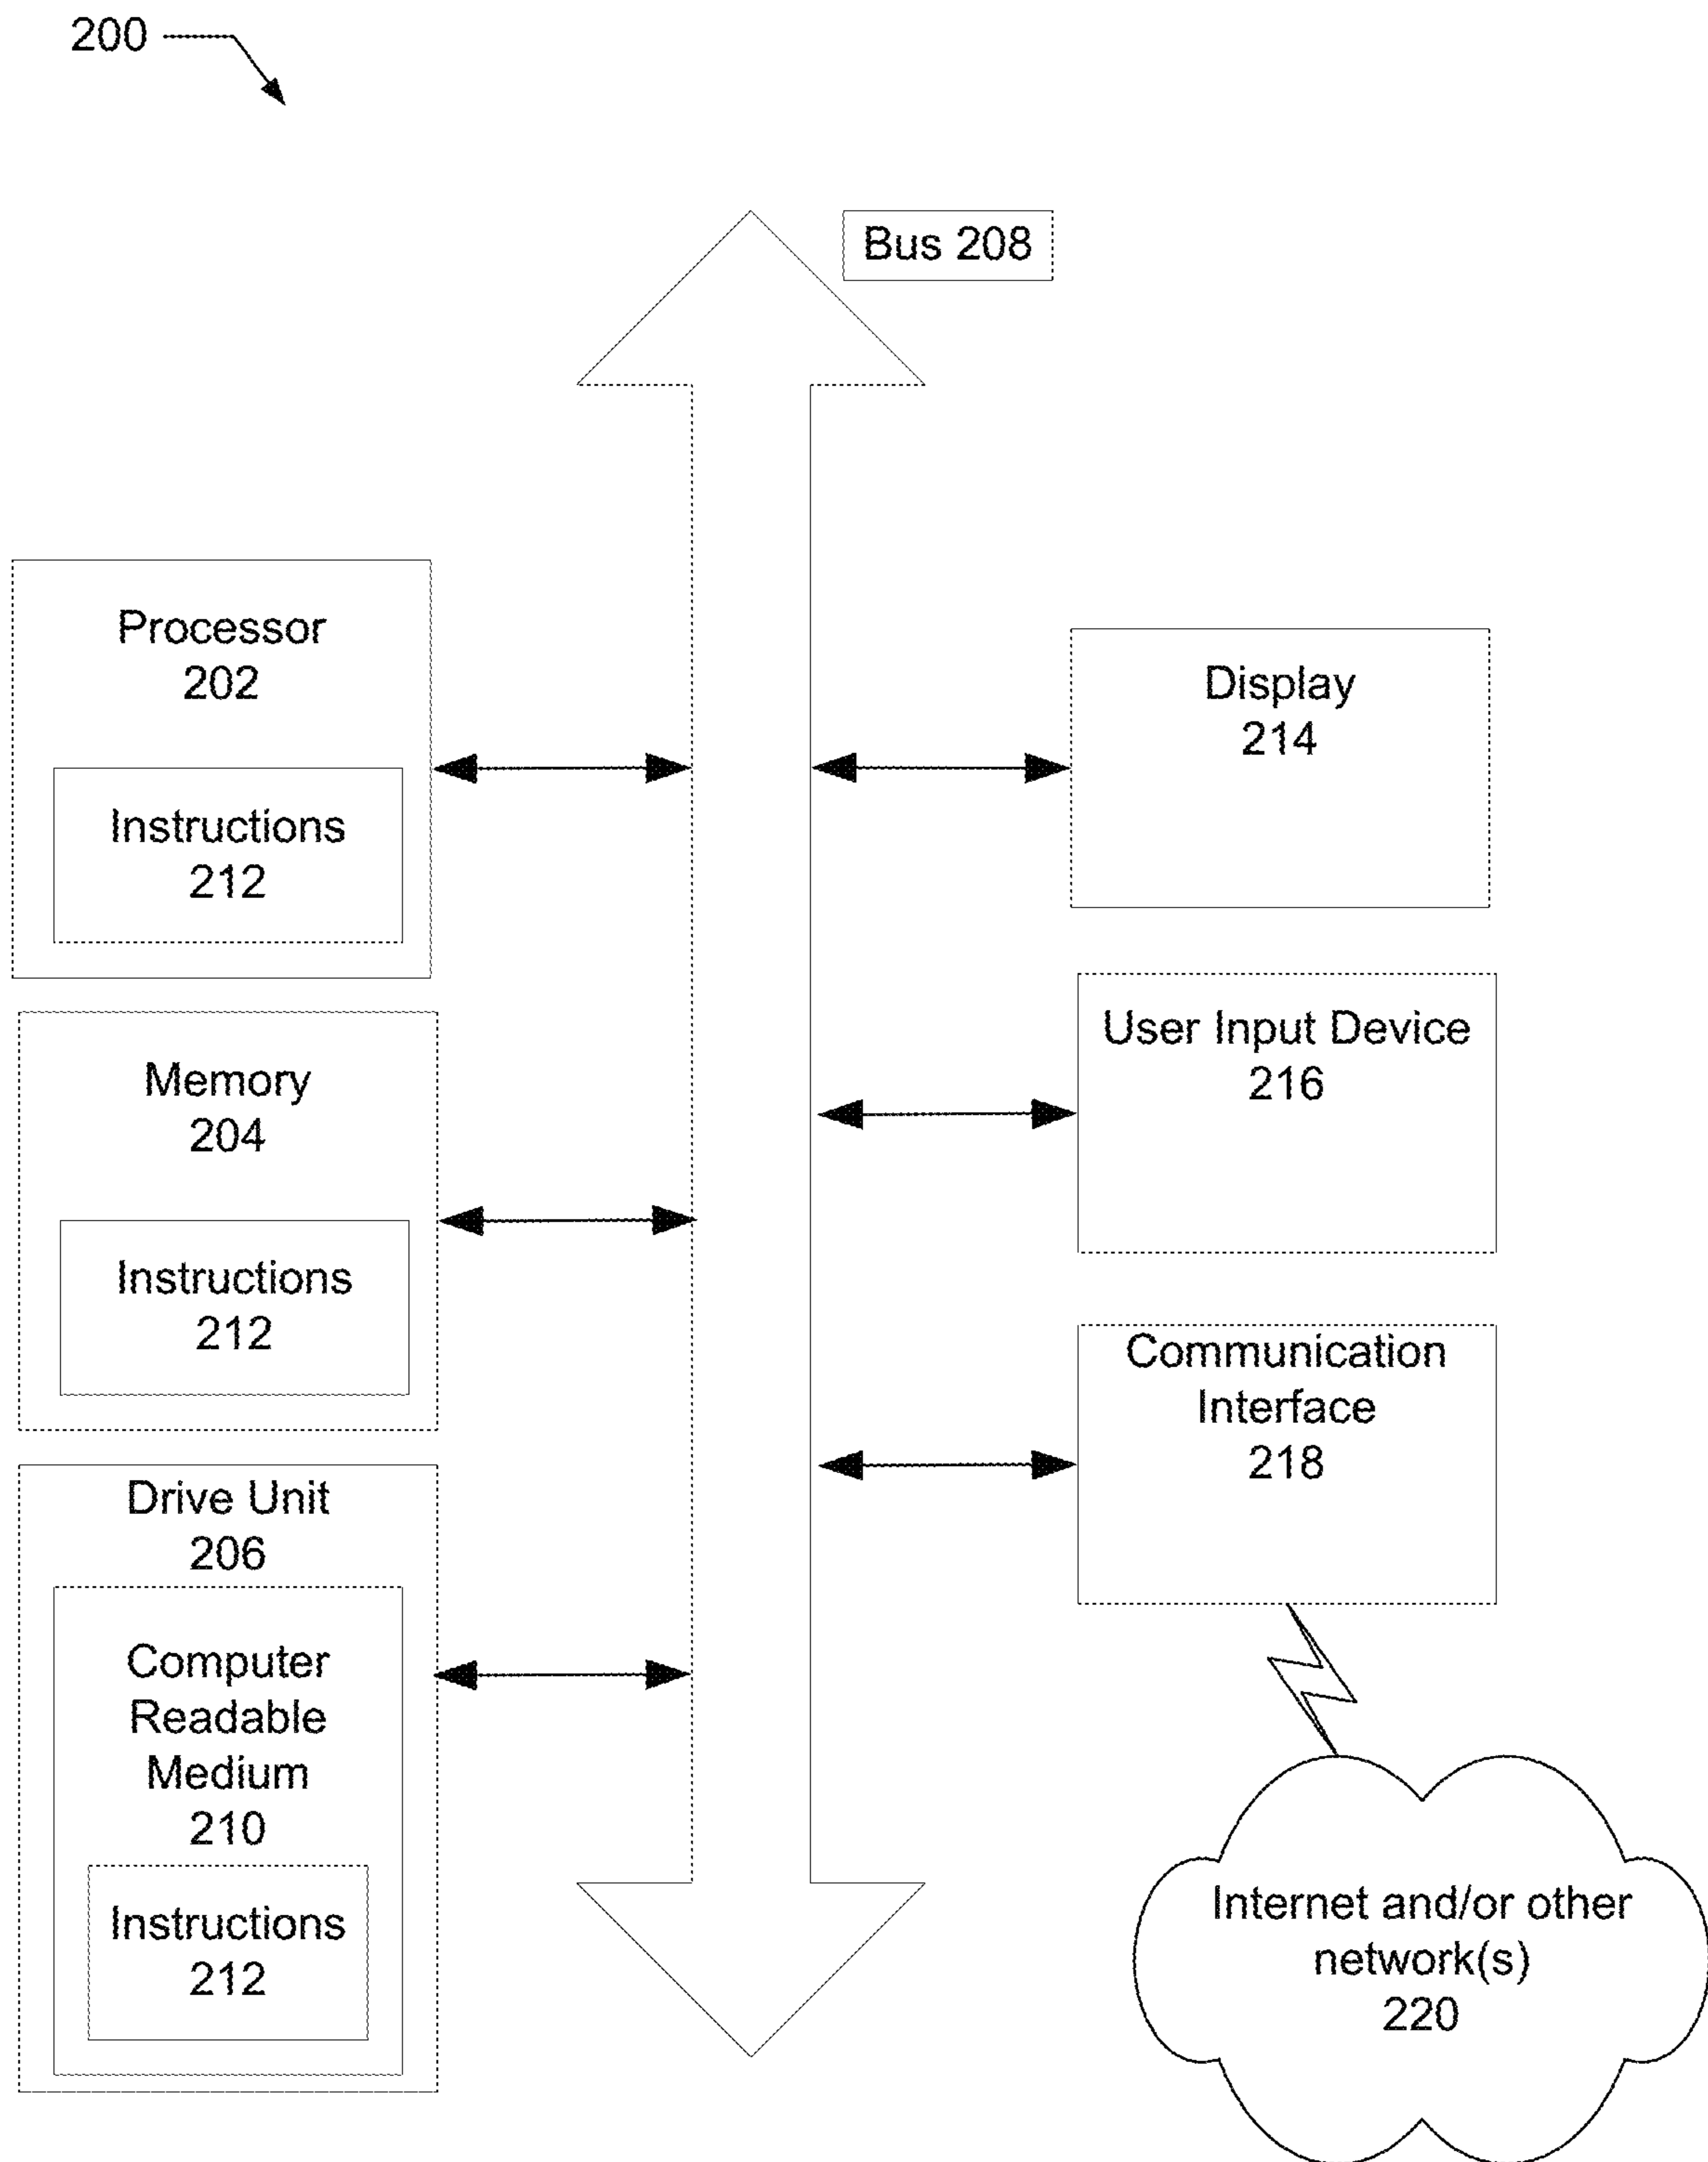 200
Bus 208
Processor
202
Instructions
212
Memory
204
Instructions
212
Drive Unit
206
Computer
Readable
Medium
210
Instructions
212
Display
214
User Input Device
216
Communication
Interface
218
Internet and/or other
network(s)
220